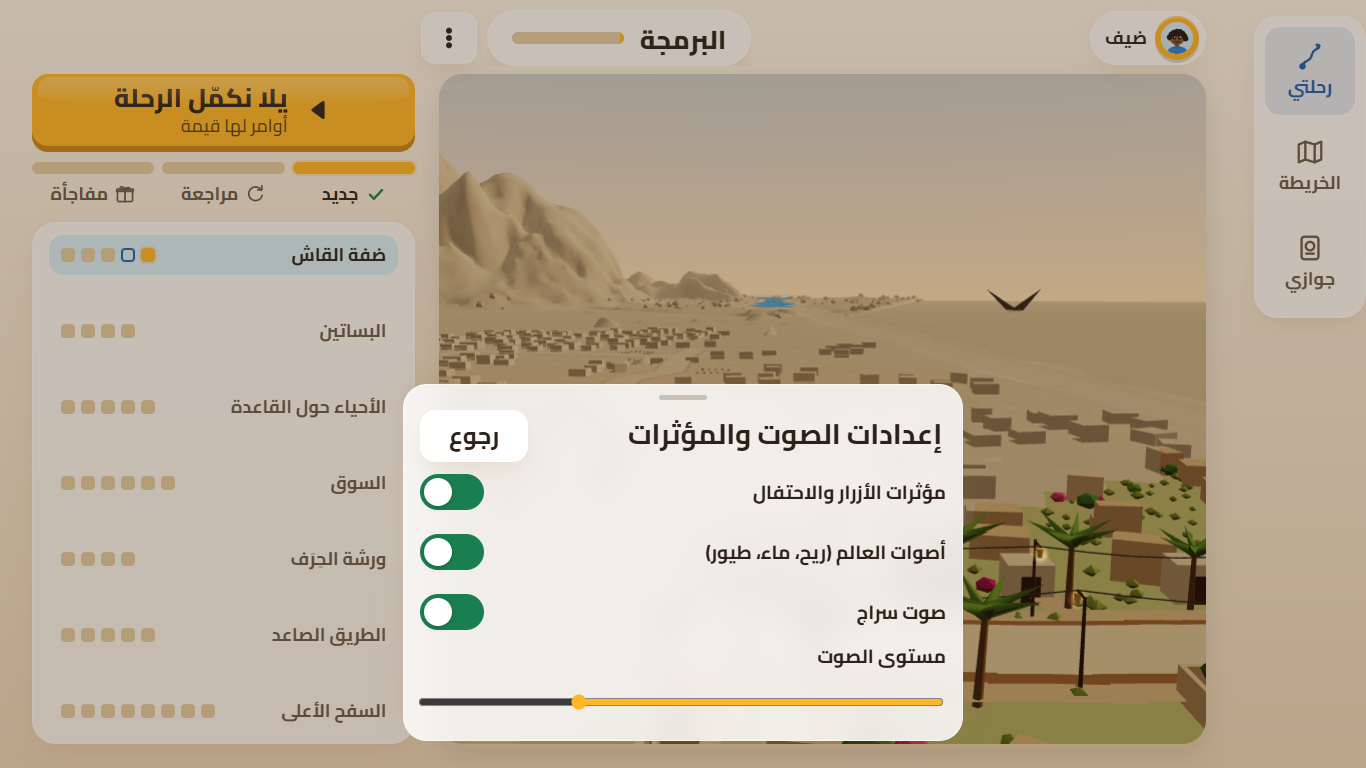 رحلتي
الخريطة
جوازي
ضيف
البرمجة
يلا نكمّل الرحلة
أوامر لها قيمة
جديد
مراجعة
مفاجأة
ضفة القاش
البساتين
الأحياء حول القاعدة
السوق
ورشة الحِرَف
الطريق الصاعد
السفح الأعلى
إعدادات الصوت والمؤثرات
رجوع
مؤثرات الأزرار والاحتفال
أصوات العالم (ريح، ماء، طيور)
صوت سراج
مستوى الصوت